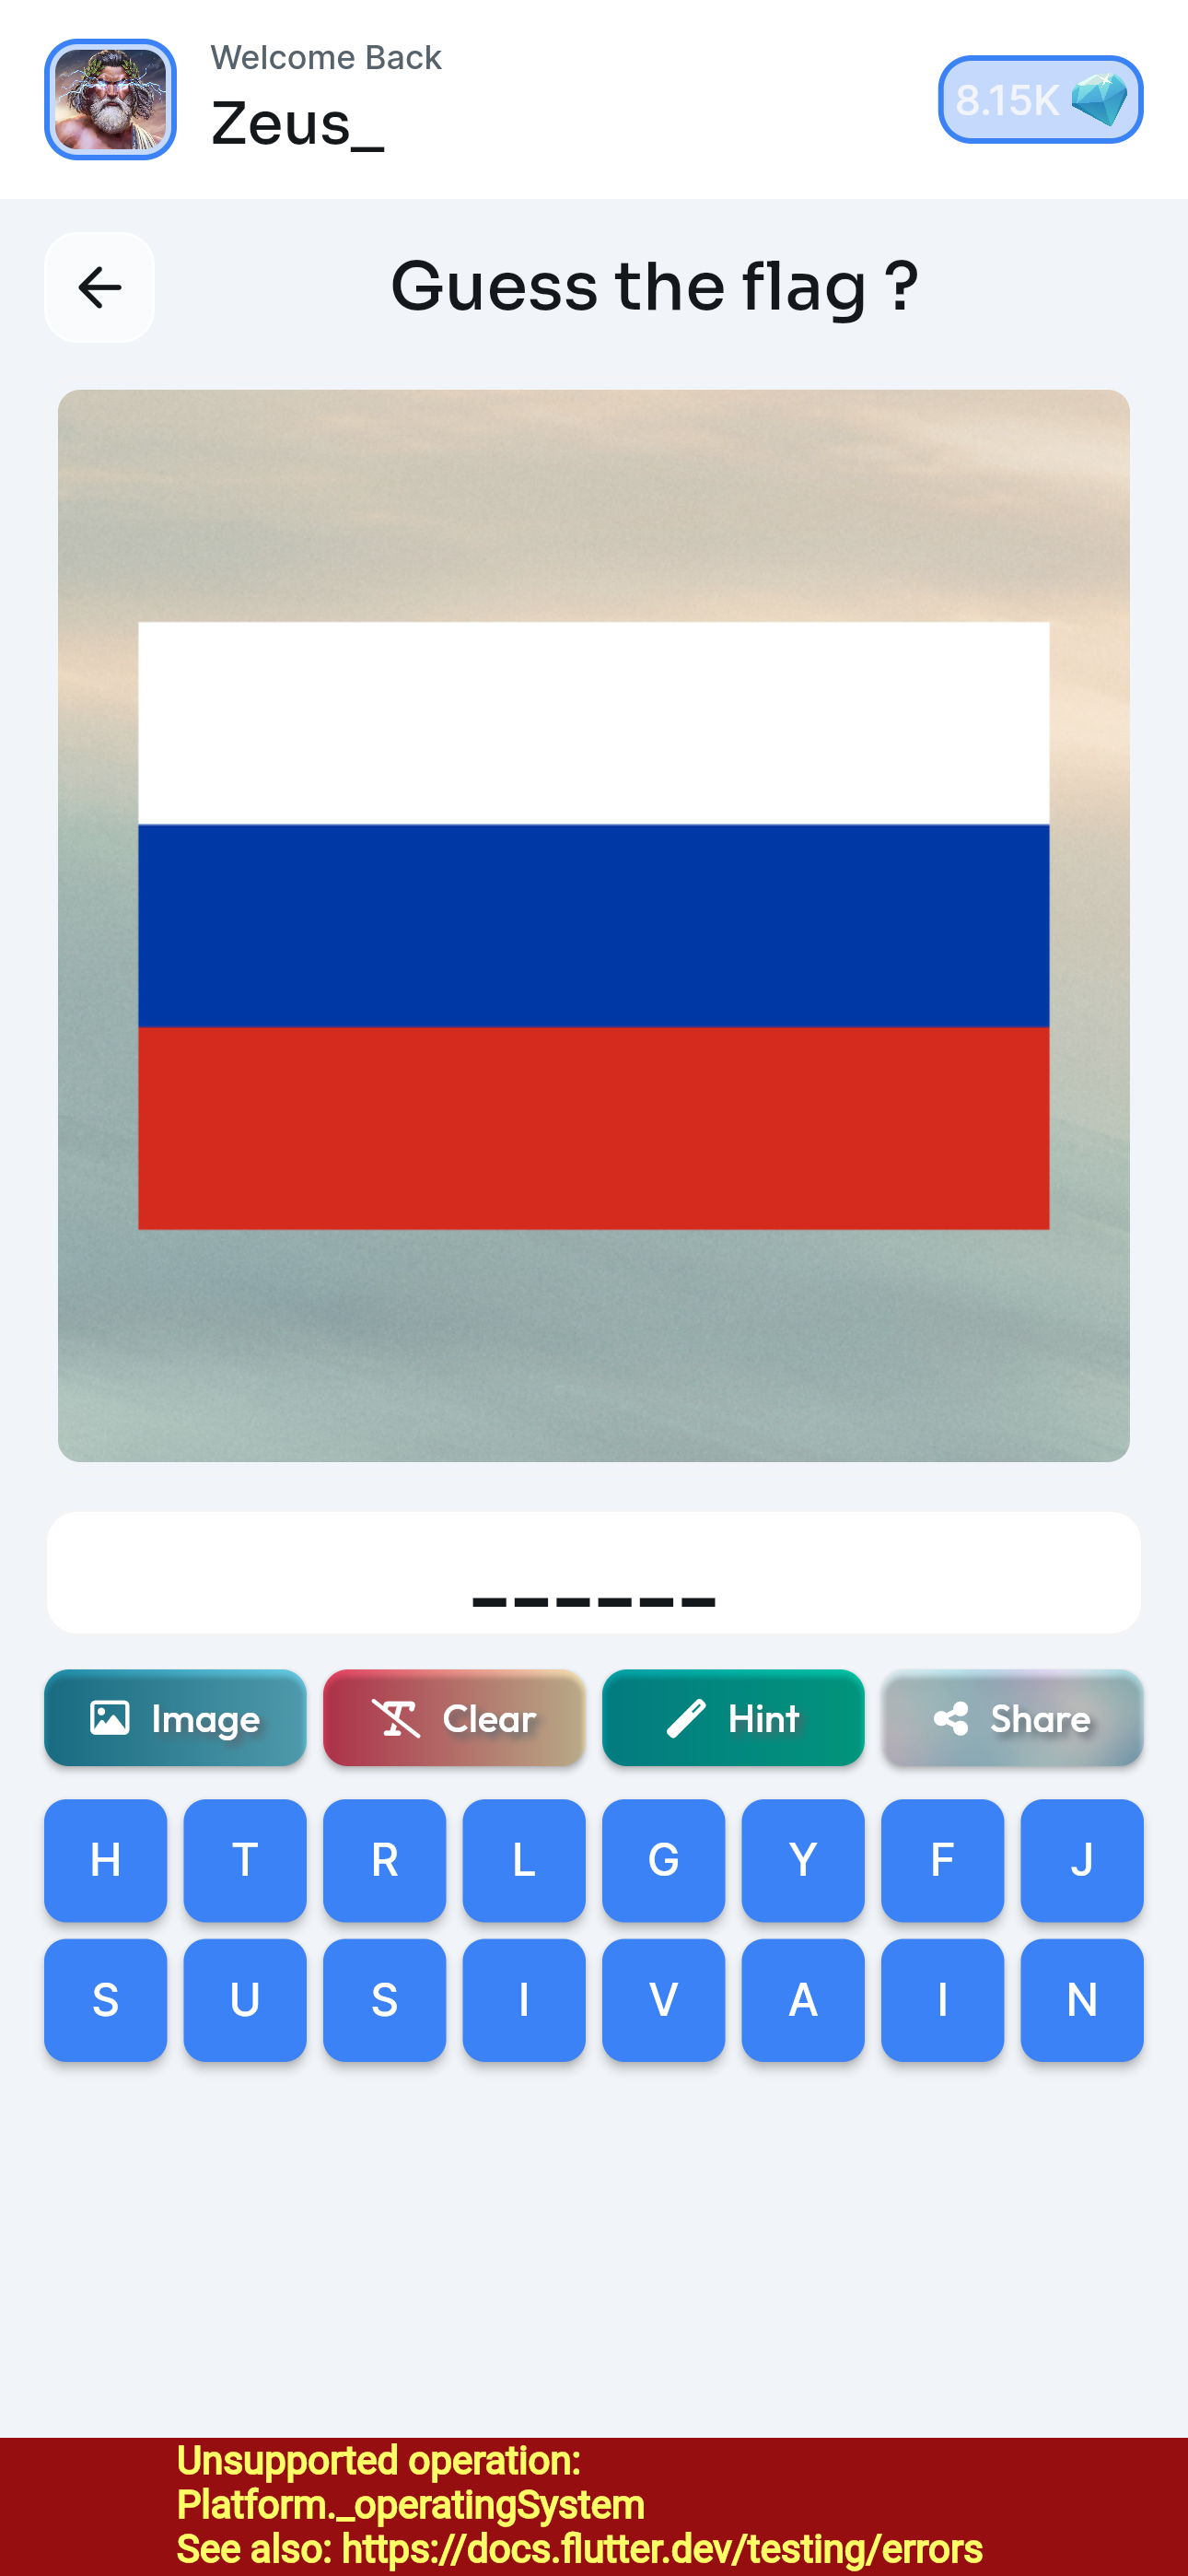 Welcome Back
Zeus_
8.15K
Guess the flag ?
_ _ _ _ _ _
Image Clear Hint Share
H T R L G Y F J
S U S I V A I N
Unsupported operation:
Platform._operatingSystem
See also: https://docs.flutter.dev/testing/errors